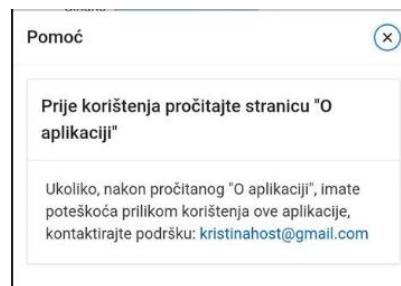 Pomoć
Prije korištenja pročitajte stranicu "O
aplikaciji"
Ukoliko, nakon pročitanog "O aplikaciji", imate
poteškoća prilikom korištenja ove aplikacije,
kontaktirajte podršku: kristinahost@gmail.com